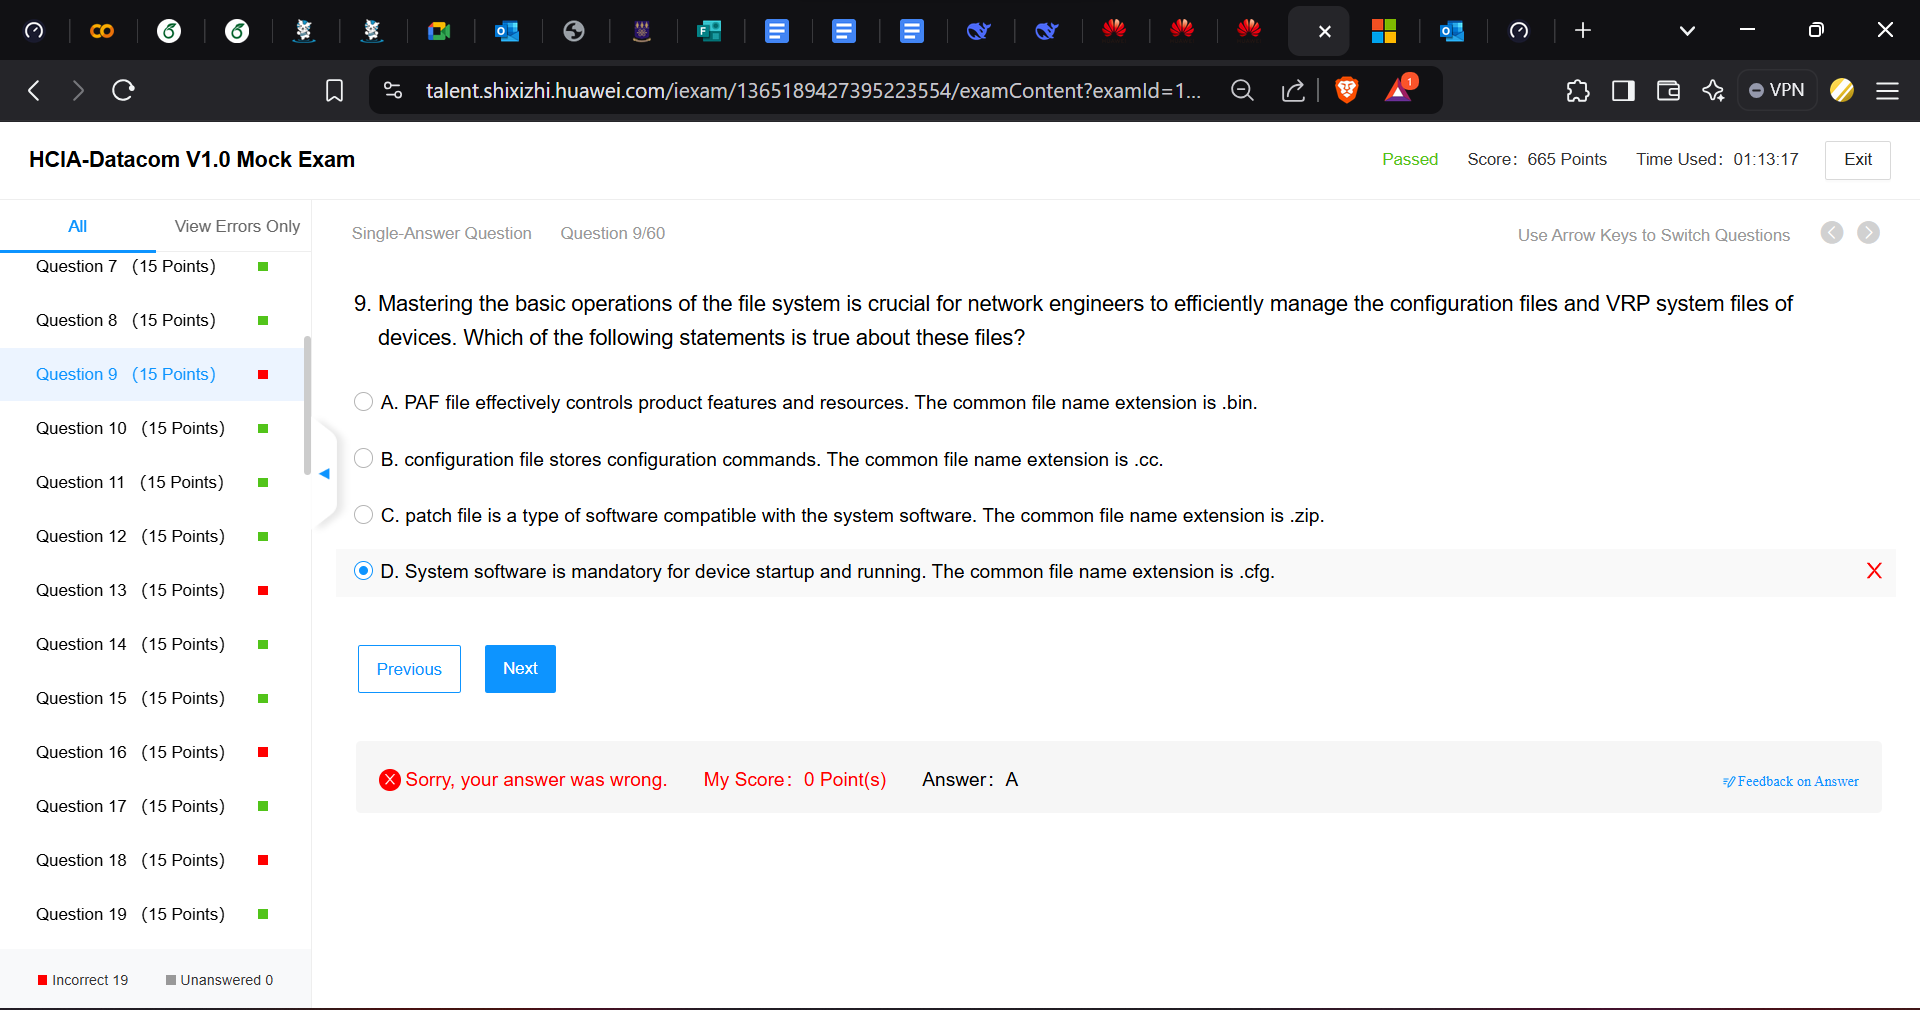 talent.shixizhi.huawei.com/iexam/1365189427395223554/examContent?examId=1...
1
VPN
HCIA-Datacom V1.0 Mock Exam
Passed
Score: 665 Points
Time Used: 01:13:17
Exit
All
View Errors Only
Single-Answer Question
Question 9/60
Use Arrow Keys to Switch Questions
Question 7 (15 Points)
Question 8 (15 Points)
Question 9 (15 Points)
Question 10 (15 Points)
Question 11 (15 Points)
Question 12 (15 Points)
Question 13 (15 Points)
Question 14 (15 Points)
Question 15 (15 Points)
Question 16 (15 Points)
Question 17 (15 Points)
Question 18 (15 Points)
Question 19 (15 Points)
Incorrect 19
Unanswered 0
9. Mastering the basic operations of the file system is crucial for network engineers to efficiently manage the configuration files and VRP system files of
devices. Which of the following statements is true about these files?
A. PAF file effectively controls product features and resources. The common file name extension is .bin.
B. configuration file stores configuration commands. The common file name extension is .cc.
C. patch file is a type of software compatible with the system software. The common file name extension is .zip.
D. System software is mandatory for device startup and running. The common file name extension is .cfg.
X
Previous
Next
Sorry, your answer was wrong.
My Score: 0 Point(s)
Answer: A
Feedback on Answer